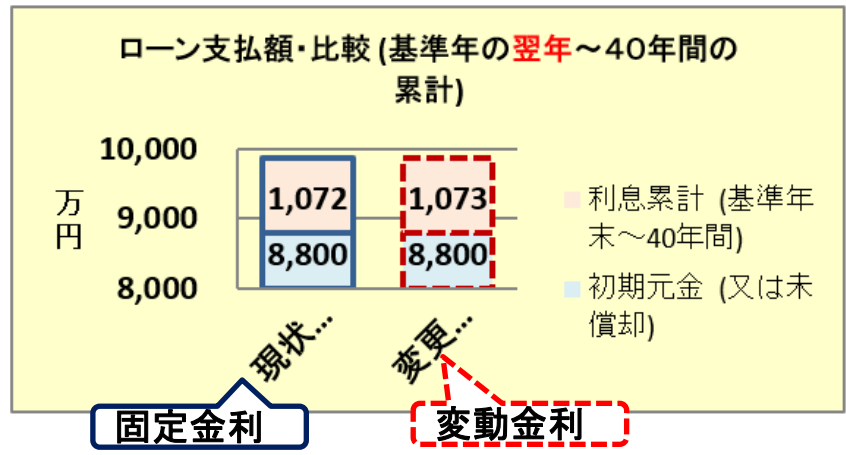 ローン支払額・比較 (基準年の翌年～４０年間の
累計)
万円
10,000
9,000
8,000
1,072
1,073
8,800
8,800
利息累計 (基準年
末～40年間)
初期元金 (又は未
償却)
現状…
変更…
固定金利
変動金利